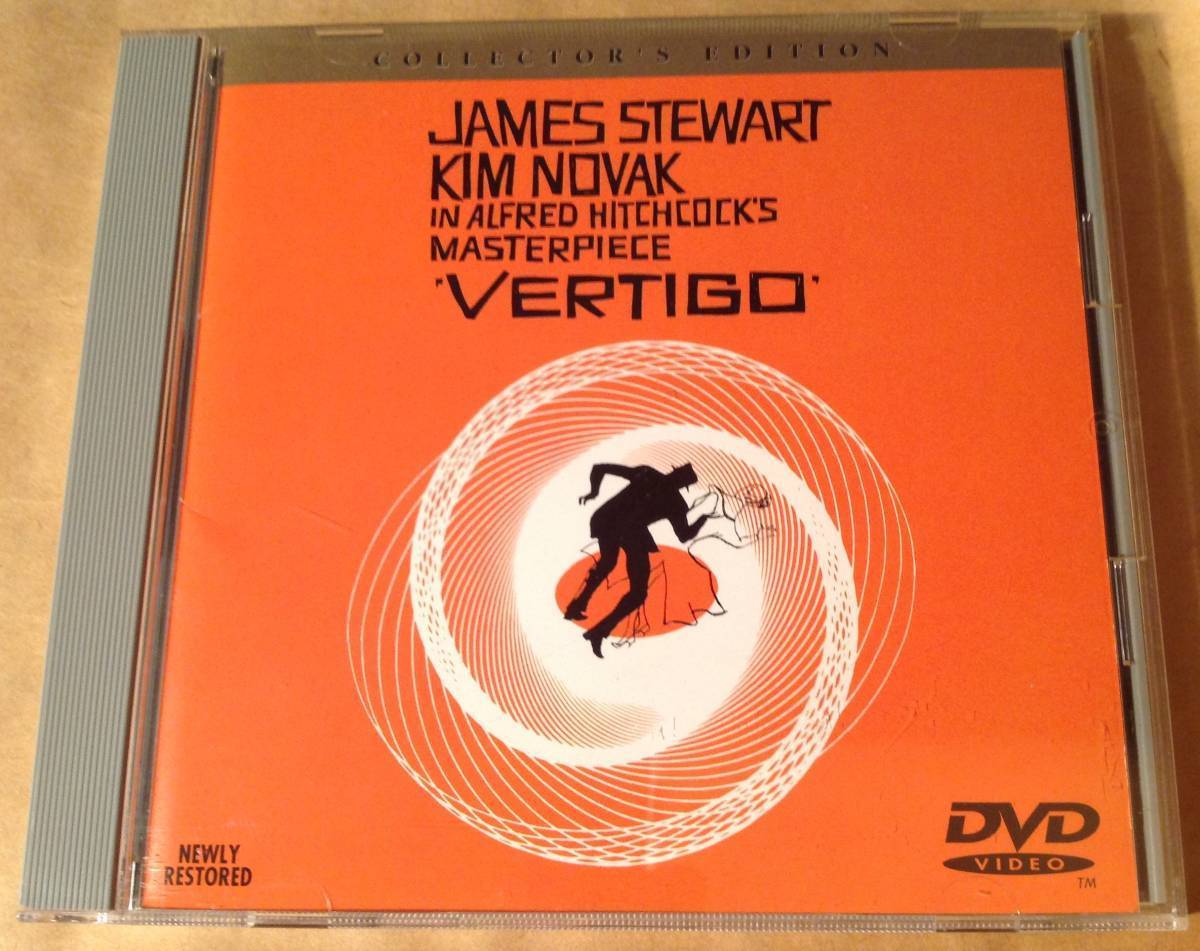 COLLECTOR'S EDITION
JAMES STEWART
KIM NOVAK
IN ALFRED HITCHCOCK'S
MASTERPIECE
'VERTIGO'
NEWLY
RESTORED
DVD
VIDEO
TM